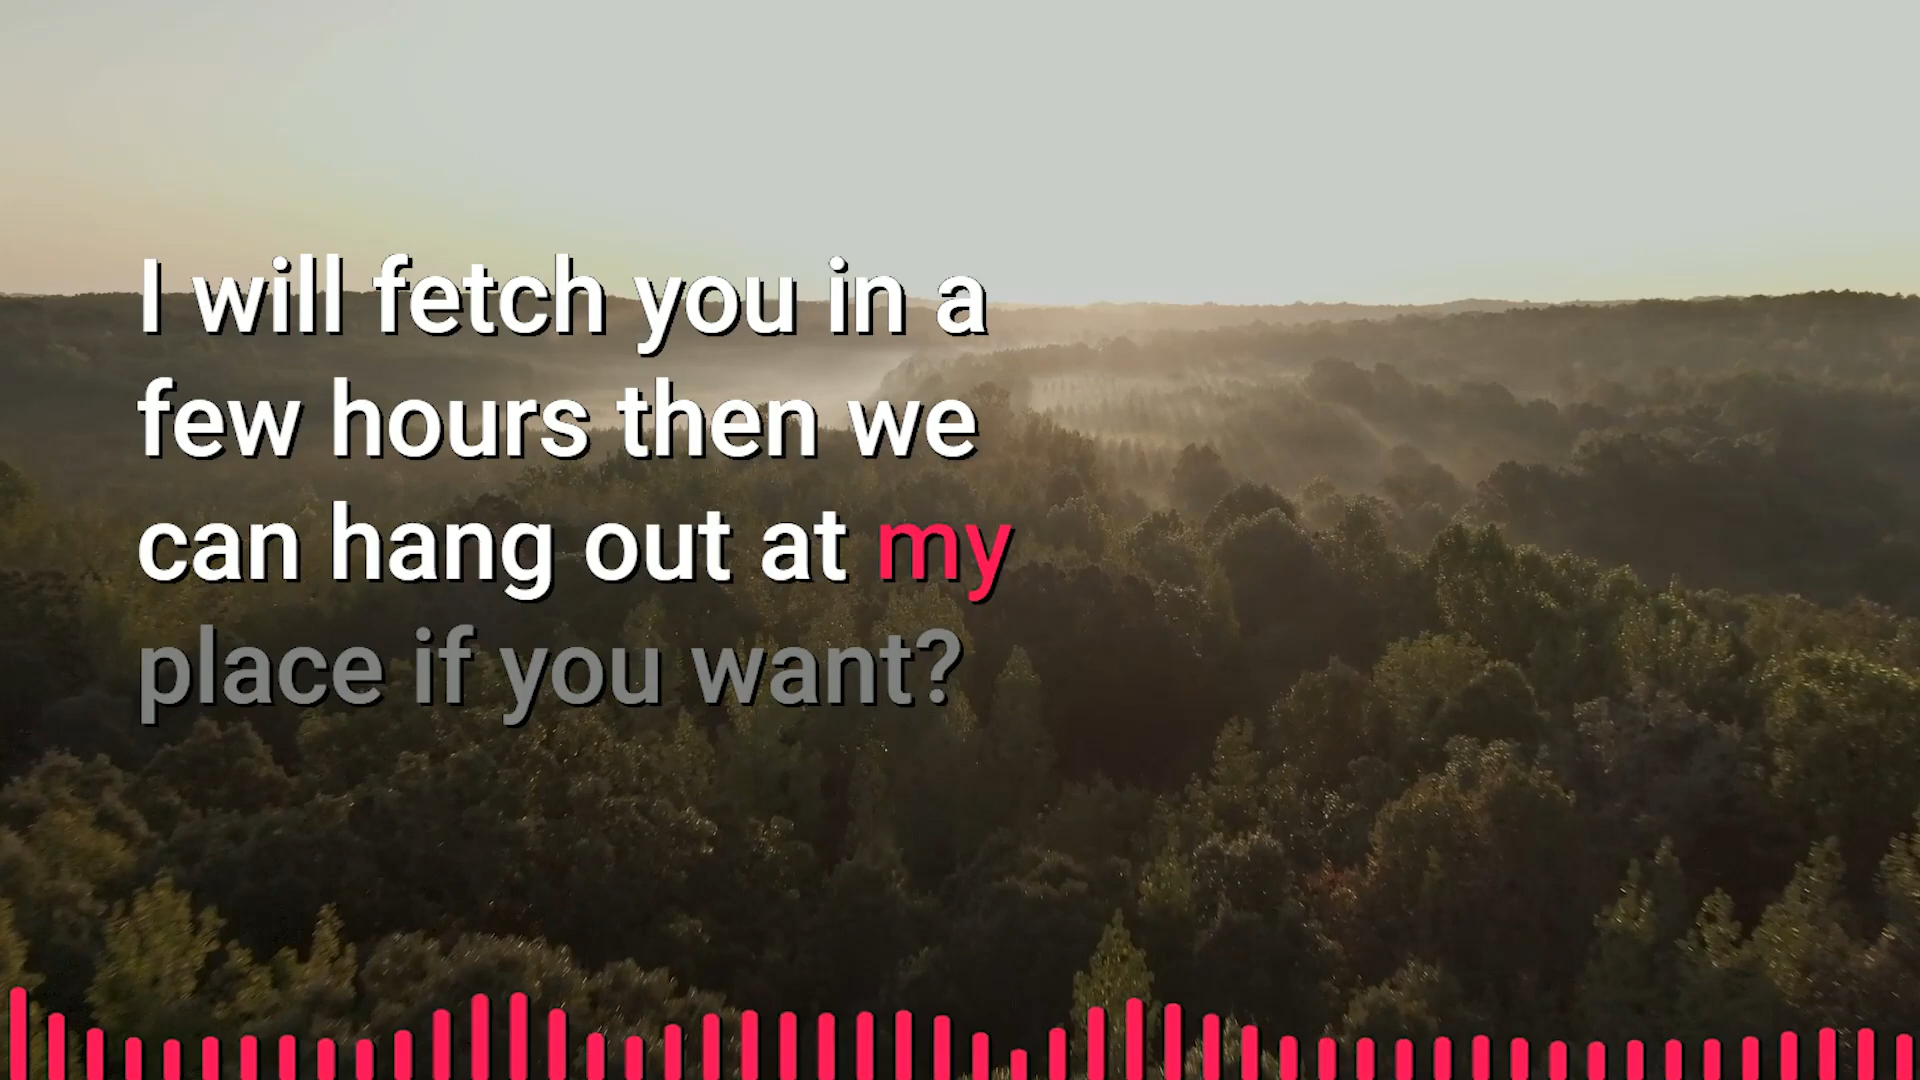 I will fetch you in a
few hours then we
can hang out at my
place if you want?